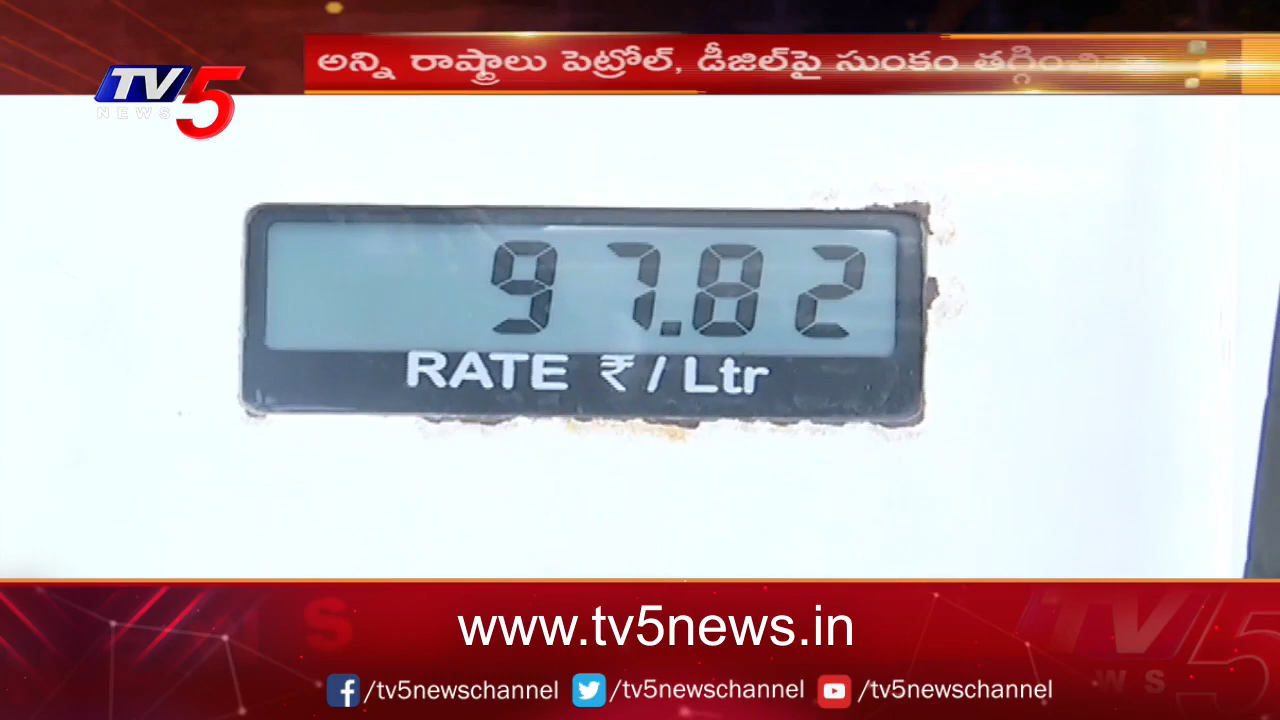 అన్ని రాష్ట్రాలు పెట్రోల్, డీజిల్‌పై సుంకం
TV5
NEWS
97.82
RATE ₹/Ltr
www.tv5news.in
/tv5newschannel /tv5newschannel /tv5newschannel